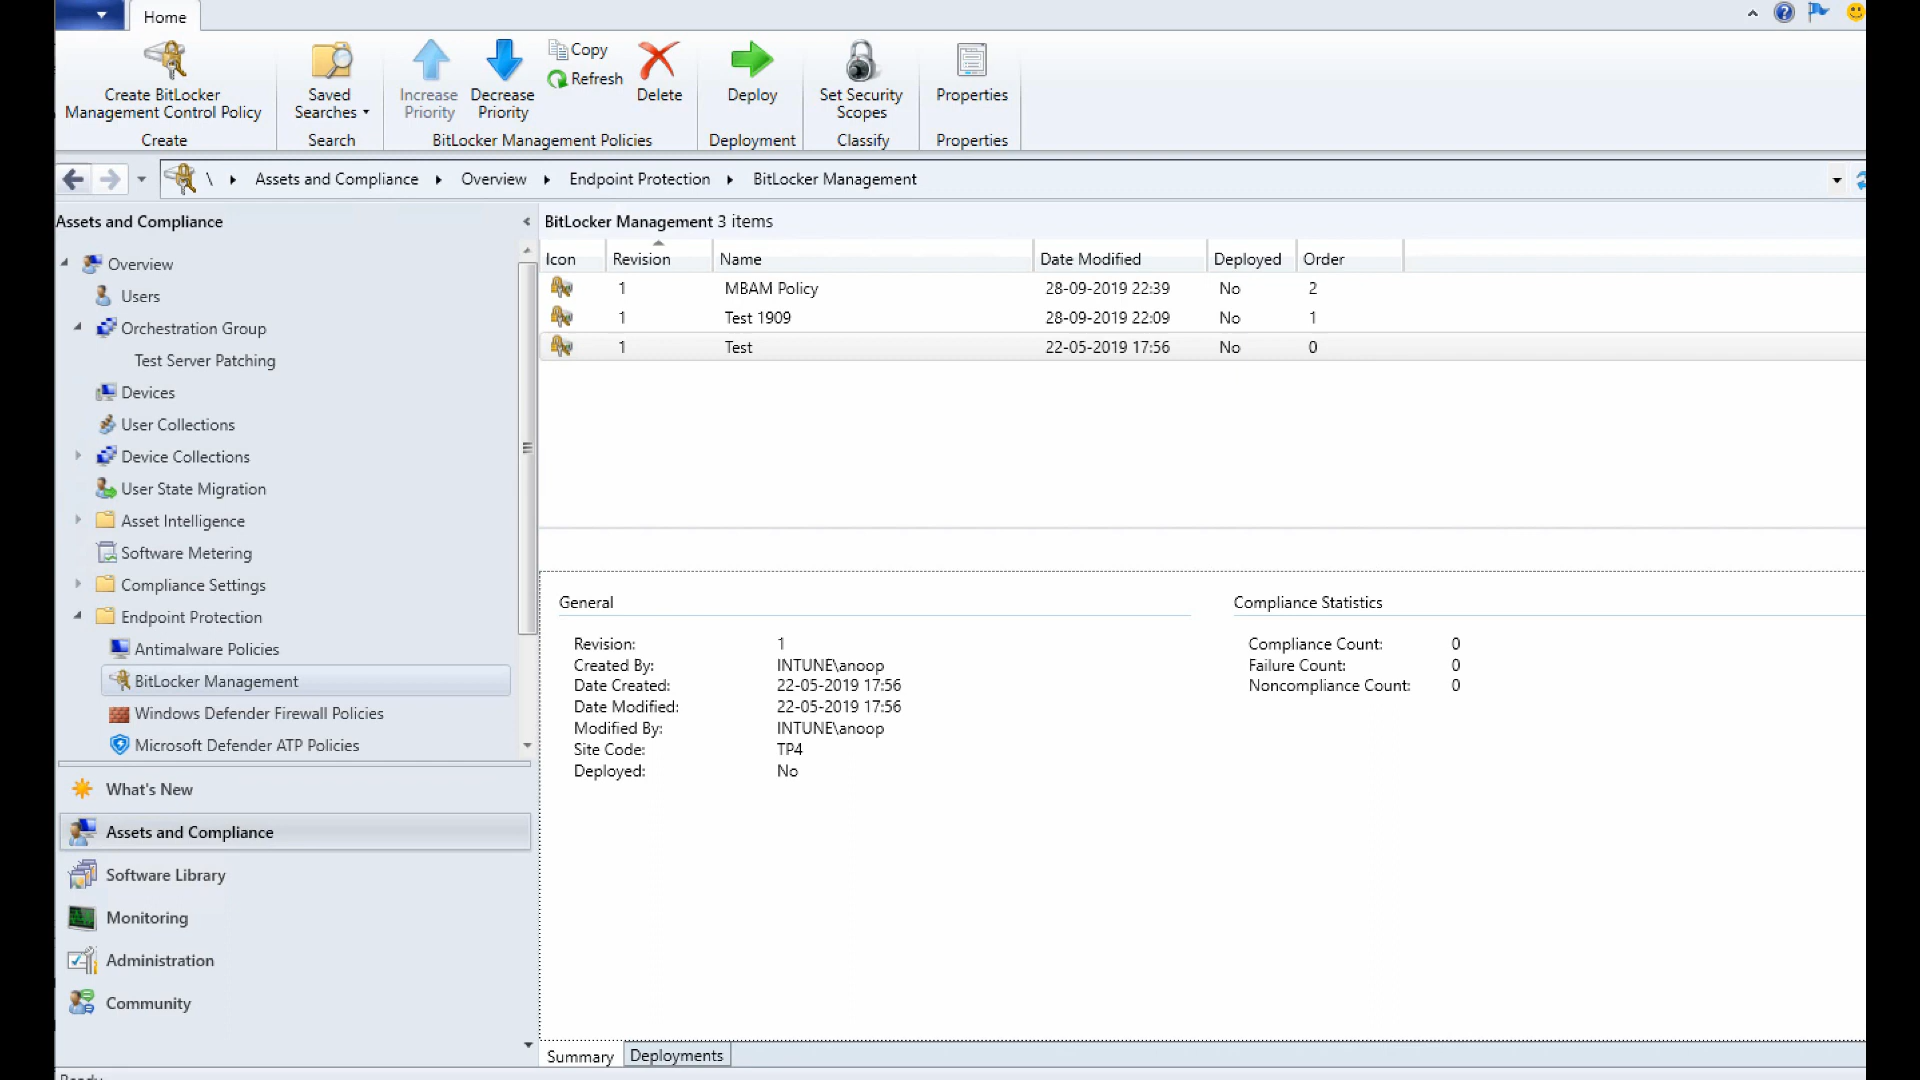 Home
Create BitLocker
Management Control Policy
Create
Saved
Searches
Search
Increase
Priority
Decrease
Priority
Copy
Refresh
Delete
BitLocker Management Policies
Deploy
Deployment
Set Security
Scopes
Classify
Properties
Properties
\ Assets and Compliance Overview Endpoint Protection BitLocker Management
Assets and Compliance
Overview
Users
Orchestration Group
Test Server Patching
Devices
User Collections
Device Collections
User State Migration
Asset Intelligence
Software Metering
Compliance Settings
Endpoint Protection
Antimalware Policies
BitLocker Management
Windows Defender Firewall Policies
Microsoft Defender ATP Policies
What's New
Assets and Compliance
Software Library
Monitoring
Administration
Community
BitLocker Management 3 items
Icon Revision Name Date Modified Deployed Order
1 MBAM Policy 28-09-2019 22:39 No 2
1 Test 1909 28-09-2019 22:09 No 1
1 Test 22-05-2019 17:56 No 0
General
Revision: 1
Created By: INTUNE\anoop
Date Created: 22-05-2019 17:56
Date Modified: 22-05-2019 17:56
Modified By: INTUNE\anoop
Site Code: TP4
Deployed: No
Compliance Statistics
Compliance Count: 0
Failure Count: 0
Noncompliance Count: 0
Summary Deployments